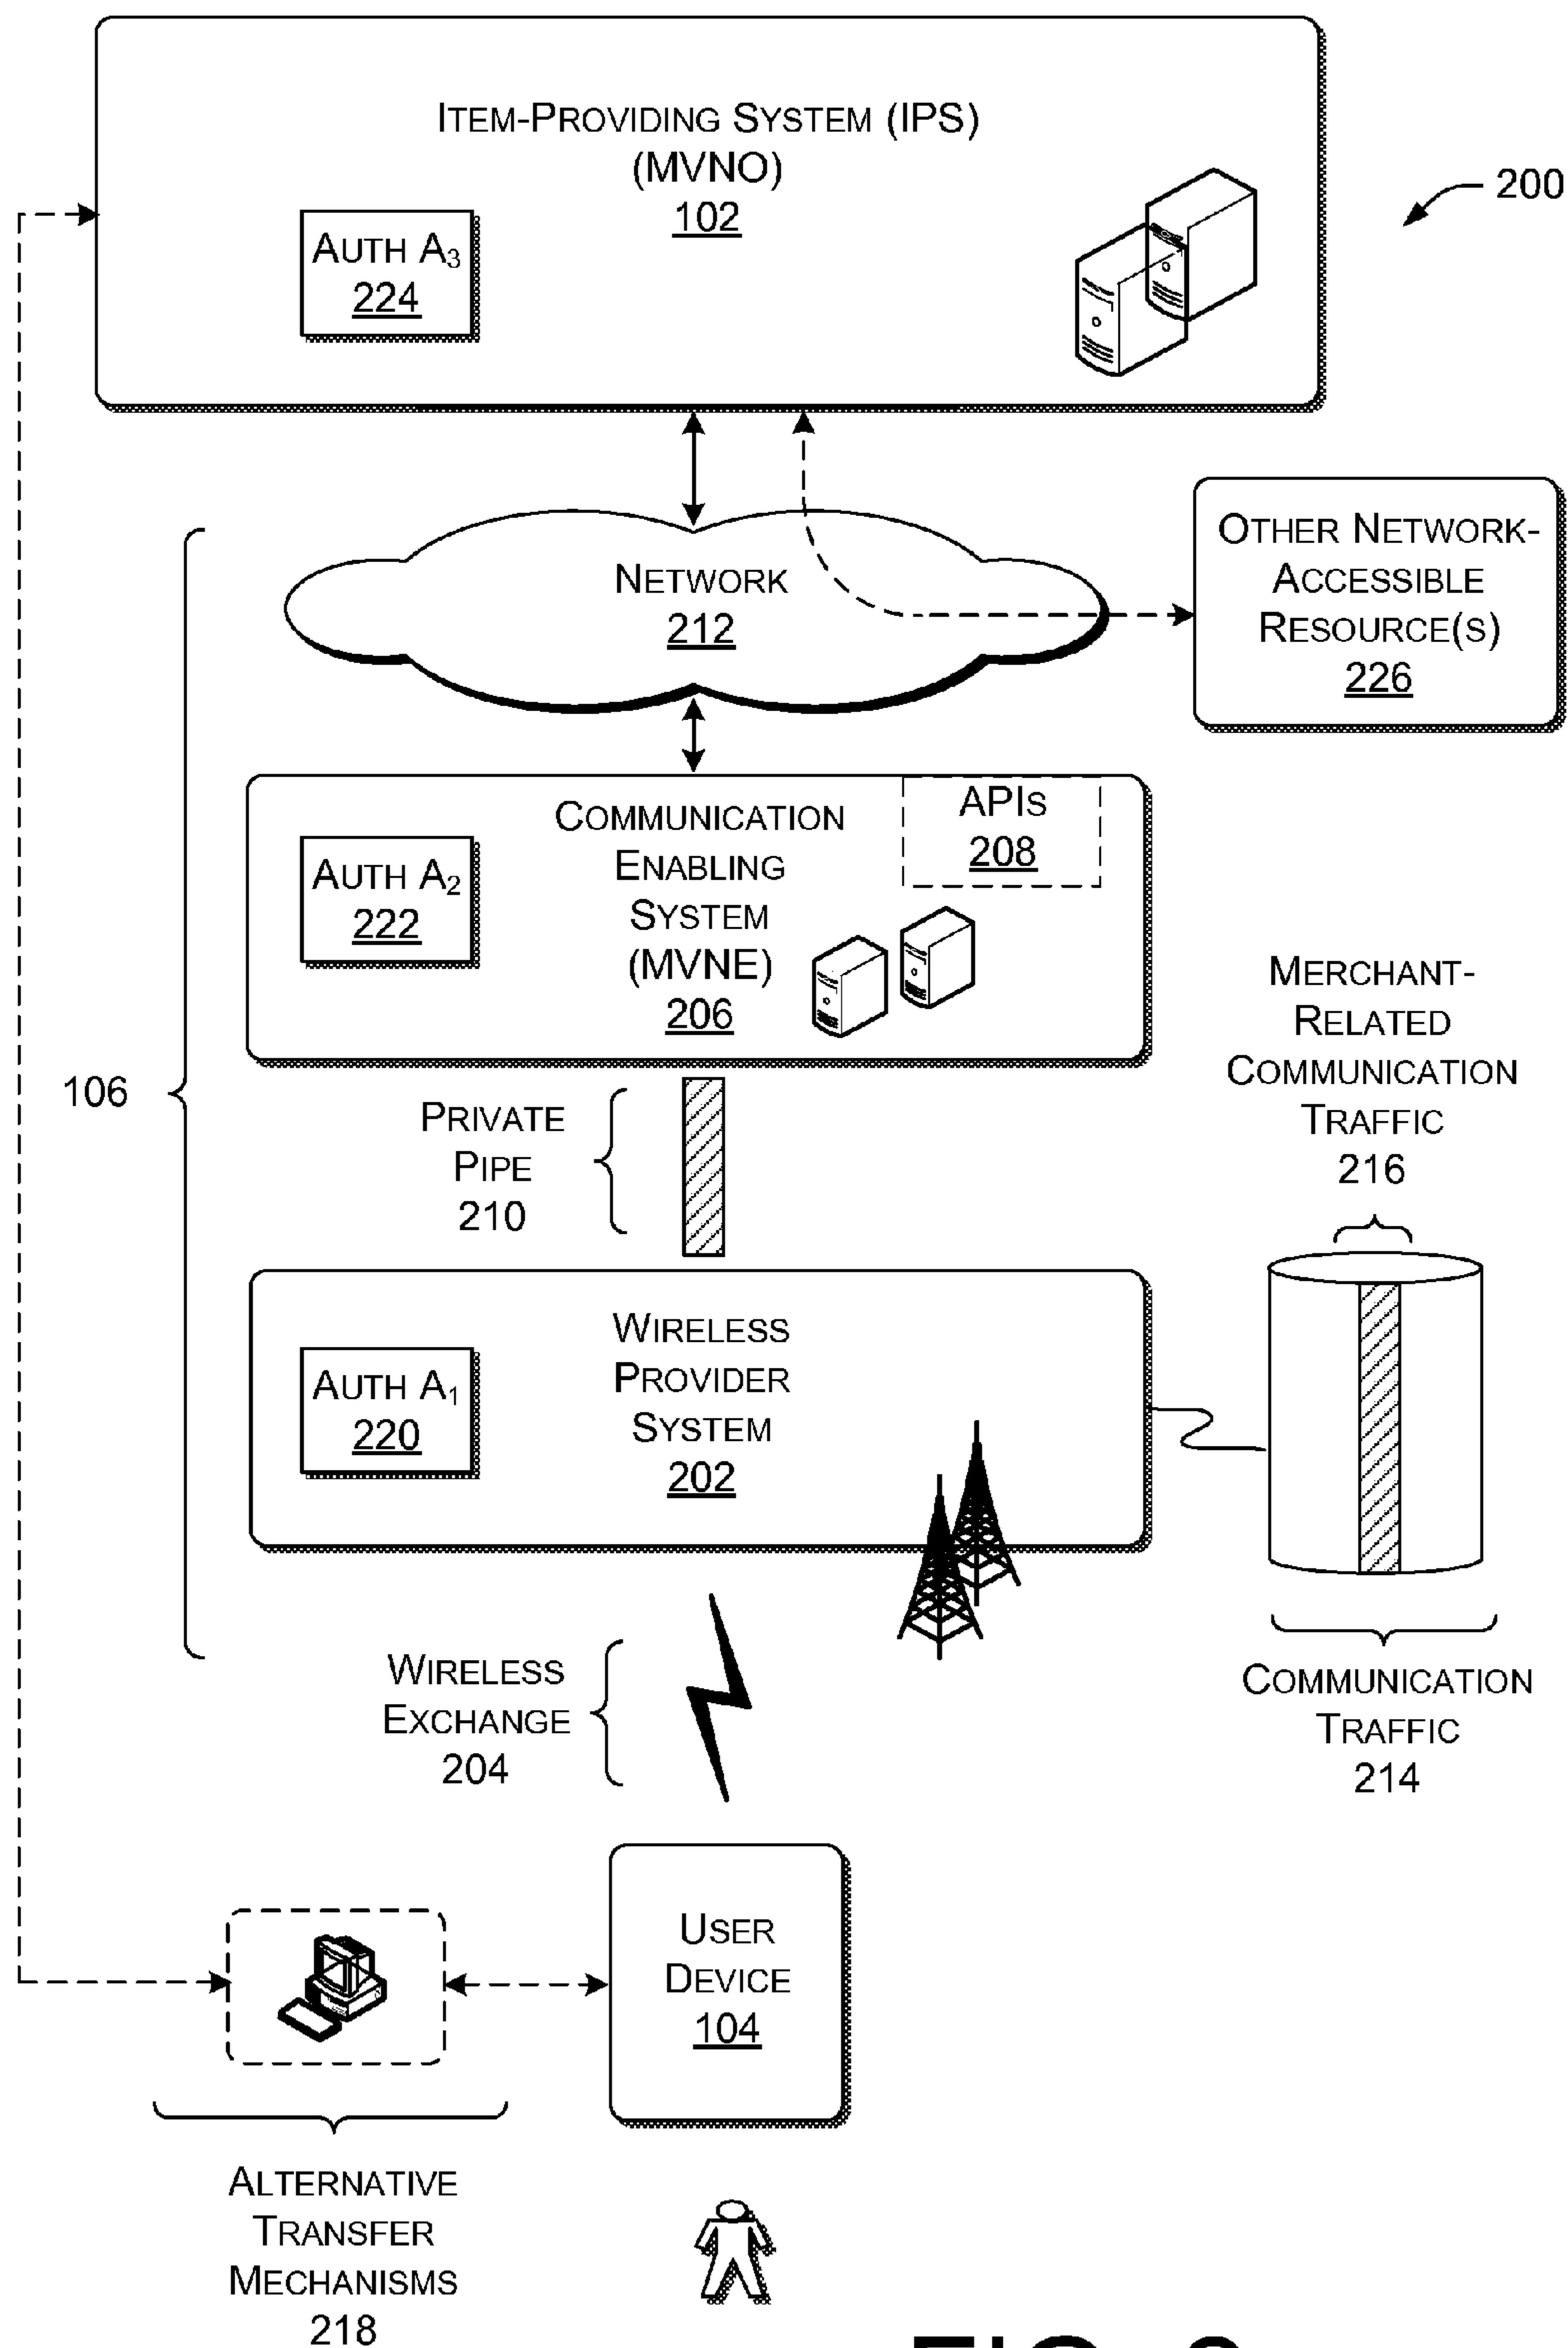 ITEM-PROVIDING SYSTEM (IPS)
(MVNO)
102
AUTH A3
224
200
NETWORK
212
OTHER NETWORK-
ACCESSIBLE
RESOURCE(S)
226
COMMUNICATION
ENABLING
SYSTEM
(MVNE)
206
APIS
208
AUTH A2
222
106
PRIVATE
PIPE
210
MERCHANT-
RELATED
COMMUNICATION
TRAFFIC
216
WIRELESS
PROVIDER
SYSTEM
202
AUTH A1
220
WIRELESS
EXCHANGE
204
COMMUNICATION
TRAFFIC
214
USER
DEVICE
104
ALTERNATIVE
TRANSFER
MECHANISMS
218